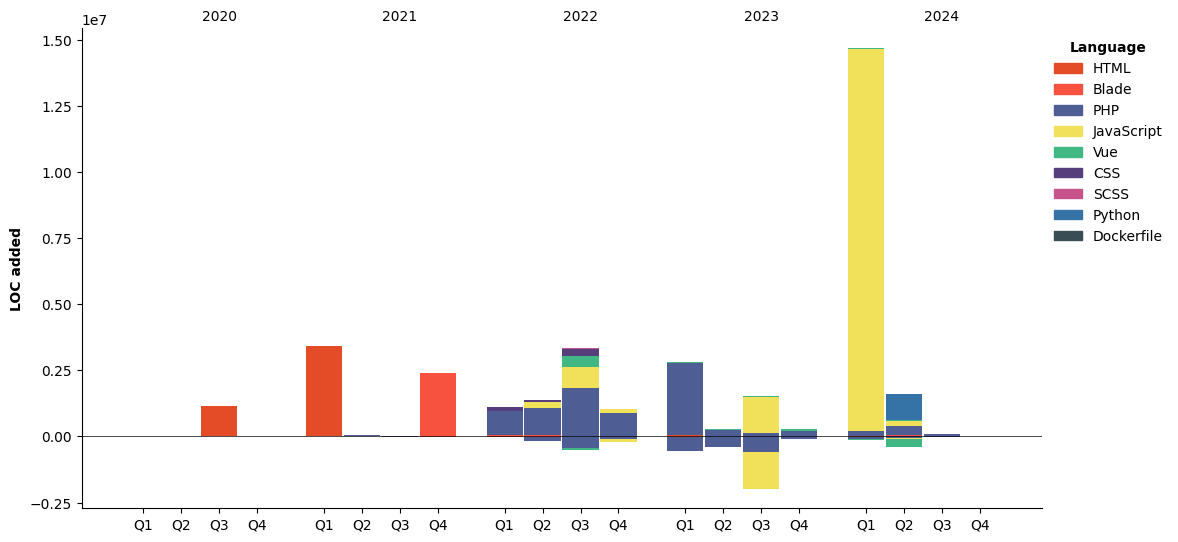 2020 2021 2022 2023 2024
1e7
1.50
1.25
1.00
0.75
0.50
0.25
0.00
−0.25
LOC added
Q1 Q2 Q3 Q4 Q1 Q2 Q3 Q4 Q1 Q2 Q3 Q4 Q1 Q2 Q3 Q4 Q1 Q2 Q3 Q4
Language
HTML
Blade
PHP
JavaScript
Vue
CSS
SCSS
Python
Dockerfile